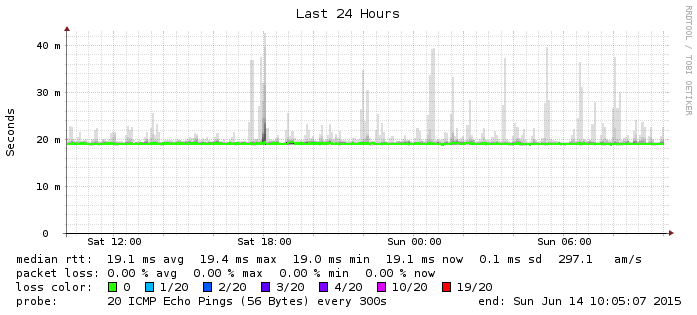 Last 24 Hours
RRDTOOL / TOBI OETIKER
Seconds
40 m
30 m
20 m
10 m
0
Sat 12:00 Sat 18:00 Sun 00:00 Sun 06:00
median rtt: 19.1 ms avg 19.4 ms max 19.0 ms min 19.1 ms now 0.1 ms sd 297.1 am/s
packet loss: 0.00 % avg 0.00 % max 0.00 % min 0.00 % now
loss color: 0 1/20 2/20 3/20 4/20 10/20 19/20
probe: 20 ICMP Echo Pings (56 Bytes) every 300s end: Sun Jun 14 10:05:07 2015